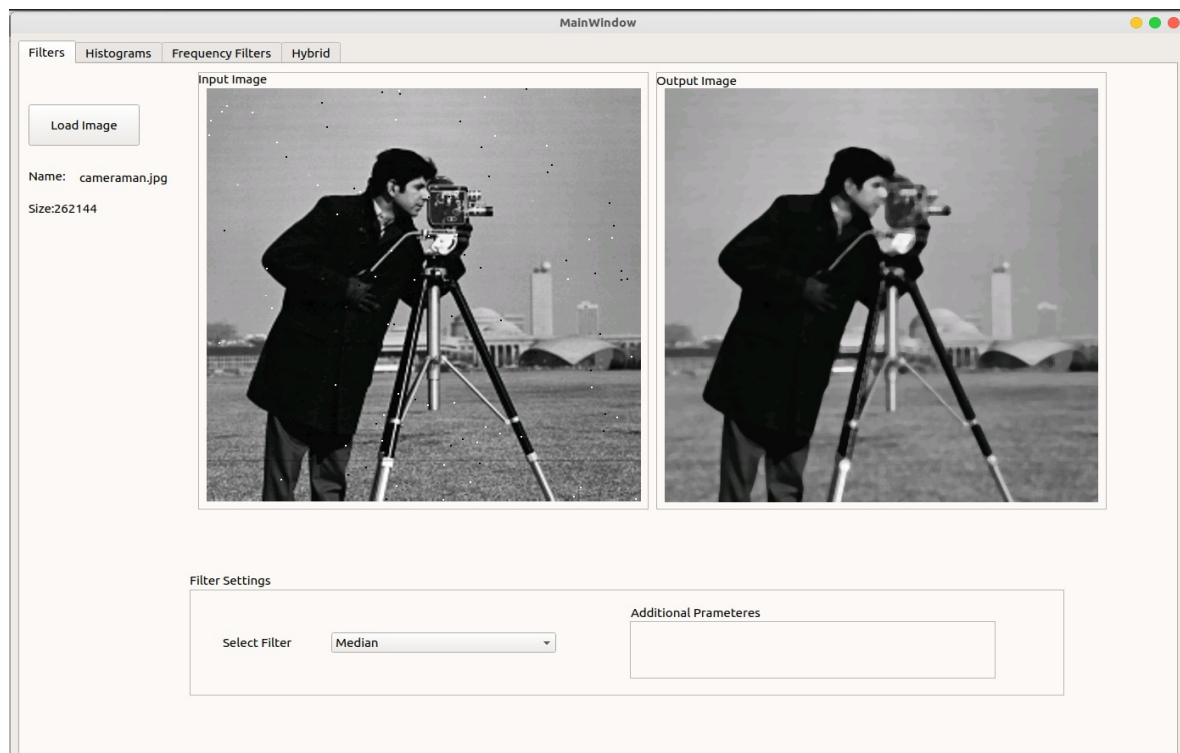 MainWindow
Filters
Histograms
Frequency Filters
Hybrid
Input Image
Output Image
Load Image
Name: cameraman.jpg
Size:262144
Filter Settings
Additional Prameteres
Select Filter
Median